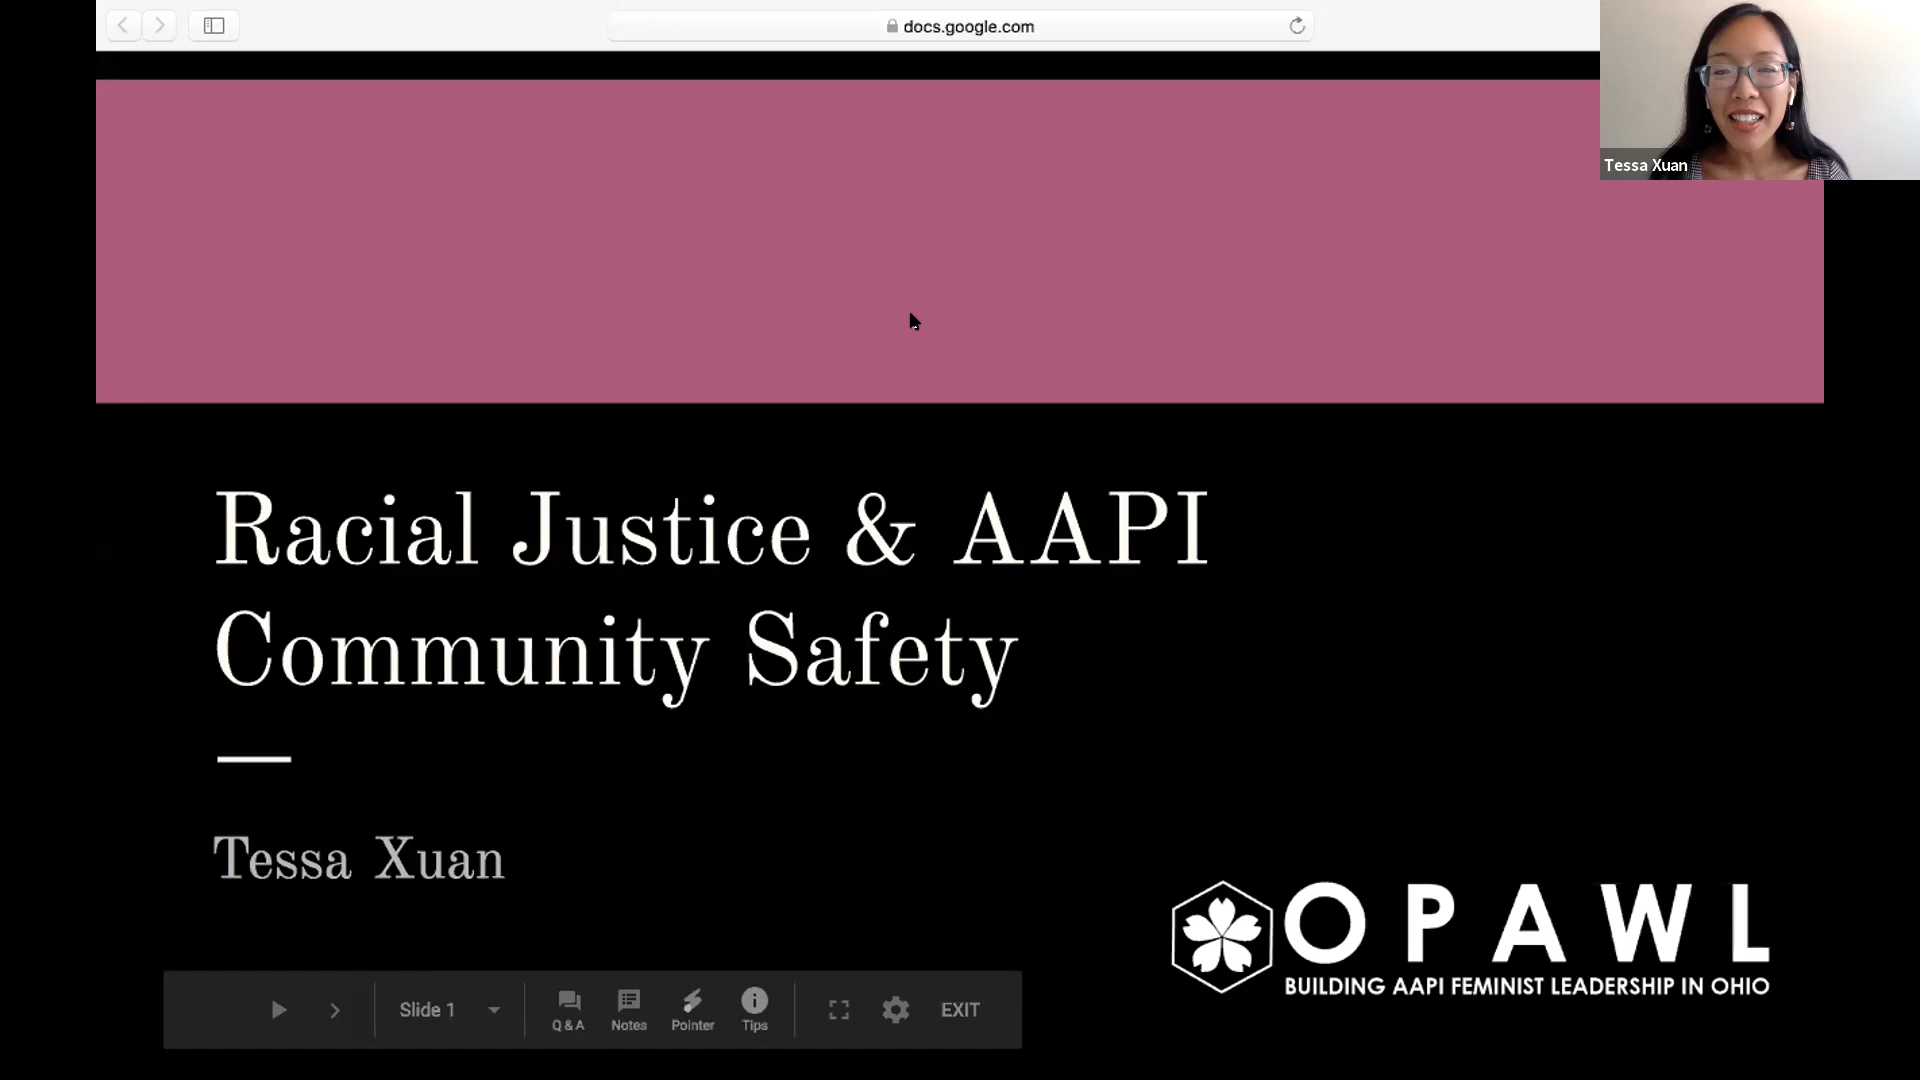 docs.google.com
Tessa Xuan
Racial Justice & AAPI
Community Safety
Tessa Xuan
OPAWL
BUILDING AAPI FEMINIST LEADERSHIP IN OHIO
Slide 1
Q & A
Notes
Pointer
Tips
EXIT